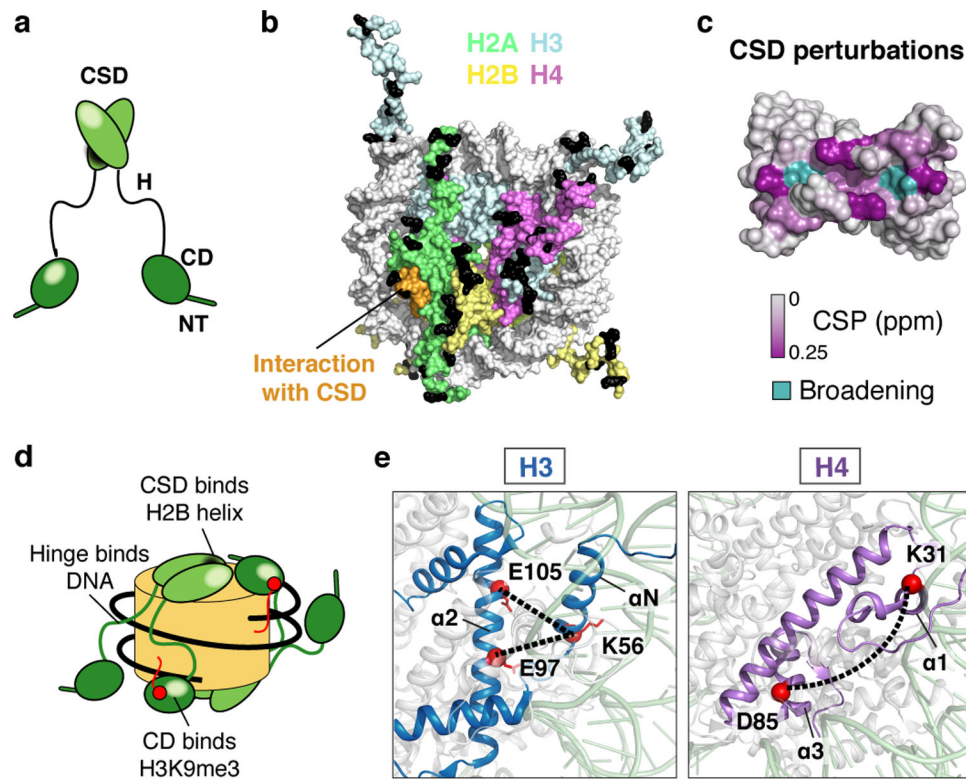 a
CSD
H
CD
NT
b
H2A H3
H2B H4
Interaction
with CSD
c
CSD perturbations
0
CSP (ppm)
0.25
Broadening
d
CSD binds
H2B helix
Hinge binds
DNA
CD binds
H3K9me3
e
H3
E105
αN
α2
K56
E97
H4
K31
α1
D85
α3